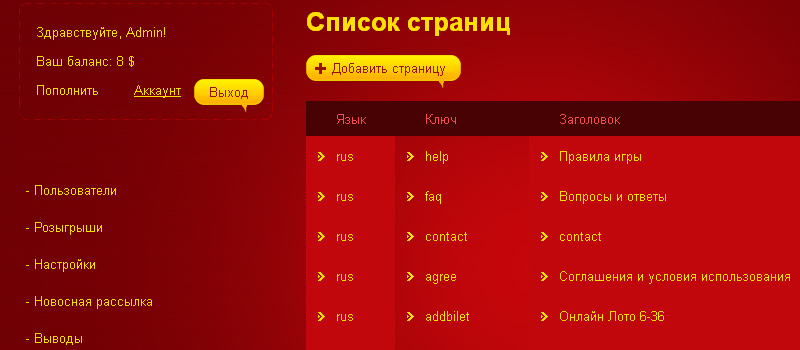 Здравствуйте, Admin!
Ваш баланс: 8 $
Пополнить Аккаунт Выход
- Пользователи
- Розыгрыши
- Настройки
- Новосная рассылка
- Выводы
Список страниц
Добавить страницу
Язык Ключ Заголовок
rus help Правила игры
rus faq Вопросы и ответы
rus contact contact
rus agree Соглашения и условия использования
rus addbilet Онлайн Лото 6-36